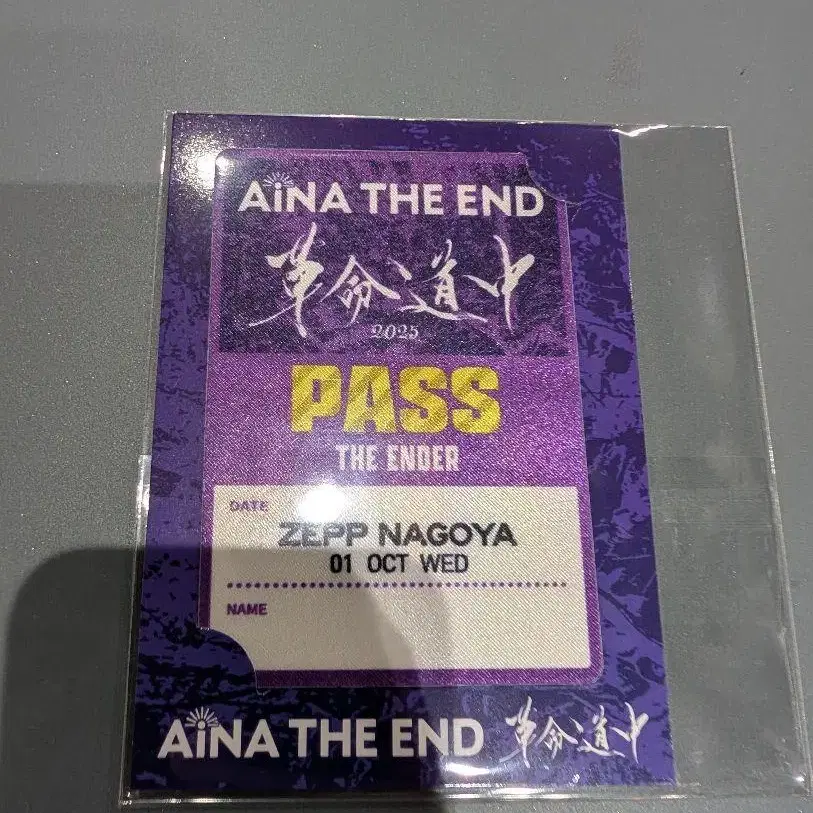 AiNA THE END
革命道中
2025
PASS
THE ENDER
DATE
ZEPP NAGOYA
01 OCT WED
NAME
AiNA THE END 革命道中